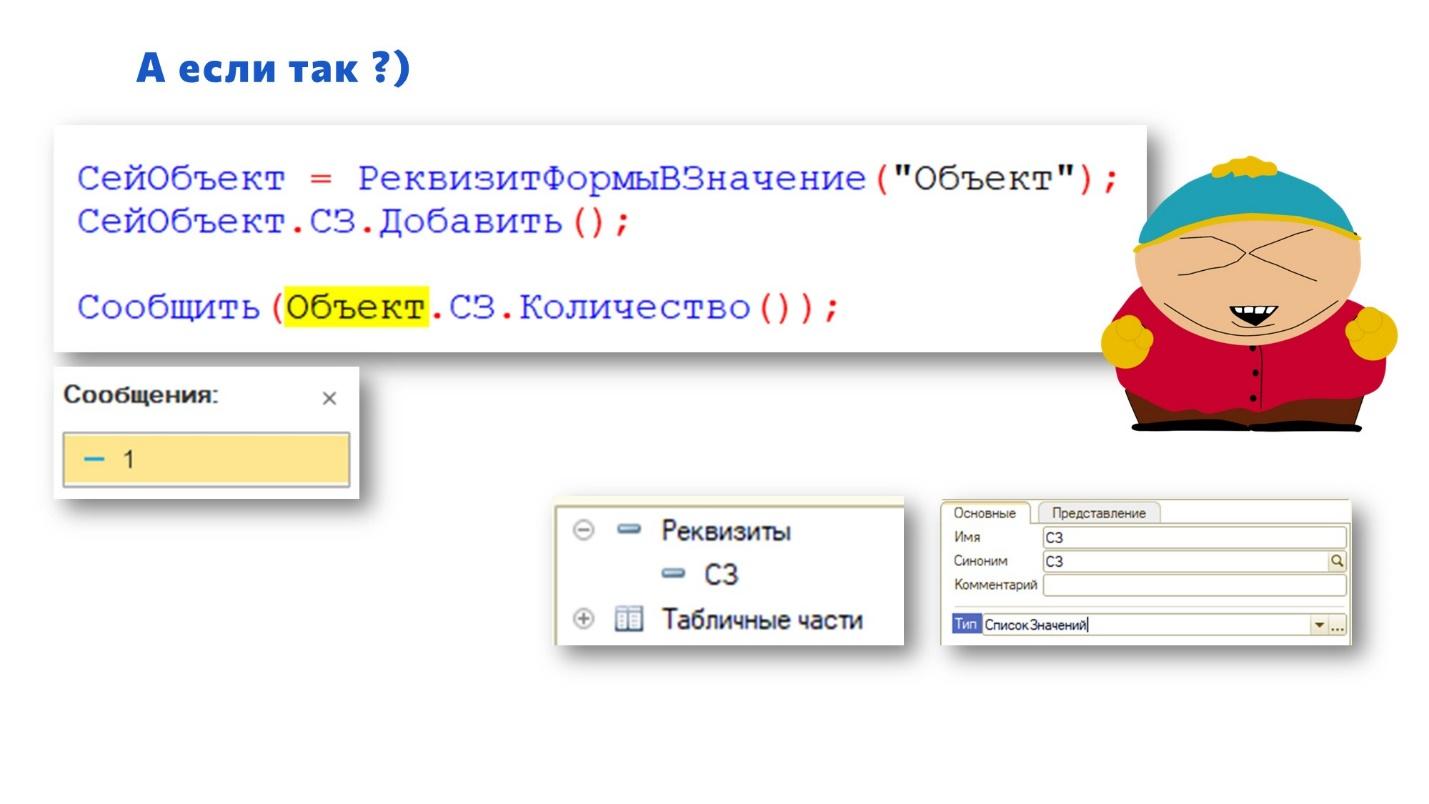 А если так ?)
СейОбъект = РеквизитФормыВЗначение("Объект");
СейОбъект.СЗ.Добавить();
Сообщить(Объект.СЗ.Количество());
Сообщения: ×
1
Реквизиты
СЗ
Табличные части
Основные Представление
Имя СЗ
Синоним СЗ
Комментарий
Тип СписокЗначений